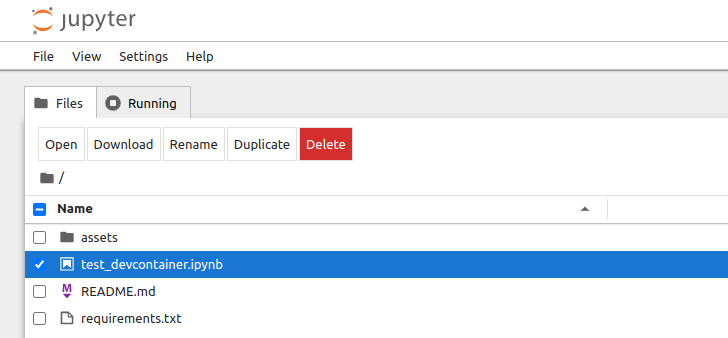 jupyter
File View Settings Help
Files Running
Open Download Rename Duplicate Delete
/
Name
assets
test_devcontainer.ipynb
M README.md
requirements.txt